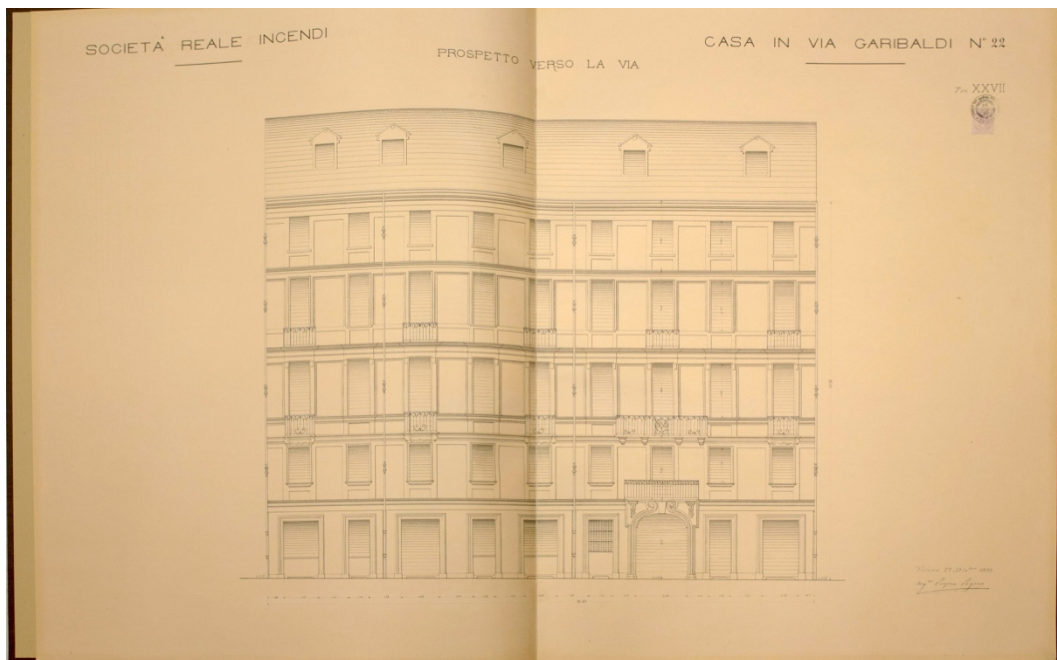 SOCIETÀ REALE INCENDI
PROSPETTO VERSO LA VIA
CASA IN VIA GARIBALDI N° 22
XXVII